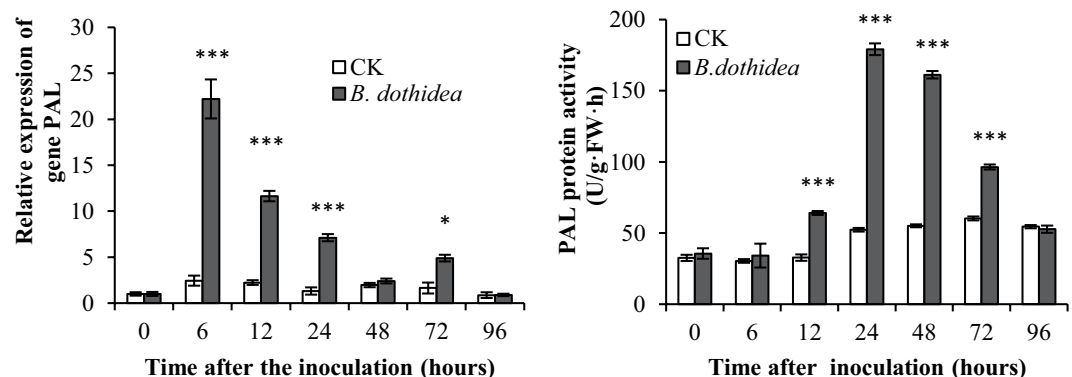 Relative expression of
gene PAL
30
25
20
15
10
5
0
***
***
***
*
CK
B. dothidea
0 6 12 24 48 72 96
Time after the inoculation (hours)
PAL protein activity
(U/g·FW·h)
200
150
100
50
0
***
***
***
***
CK
B.dothidea
0 6 12 24 48 72 96
Time after inoculation (hours)